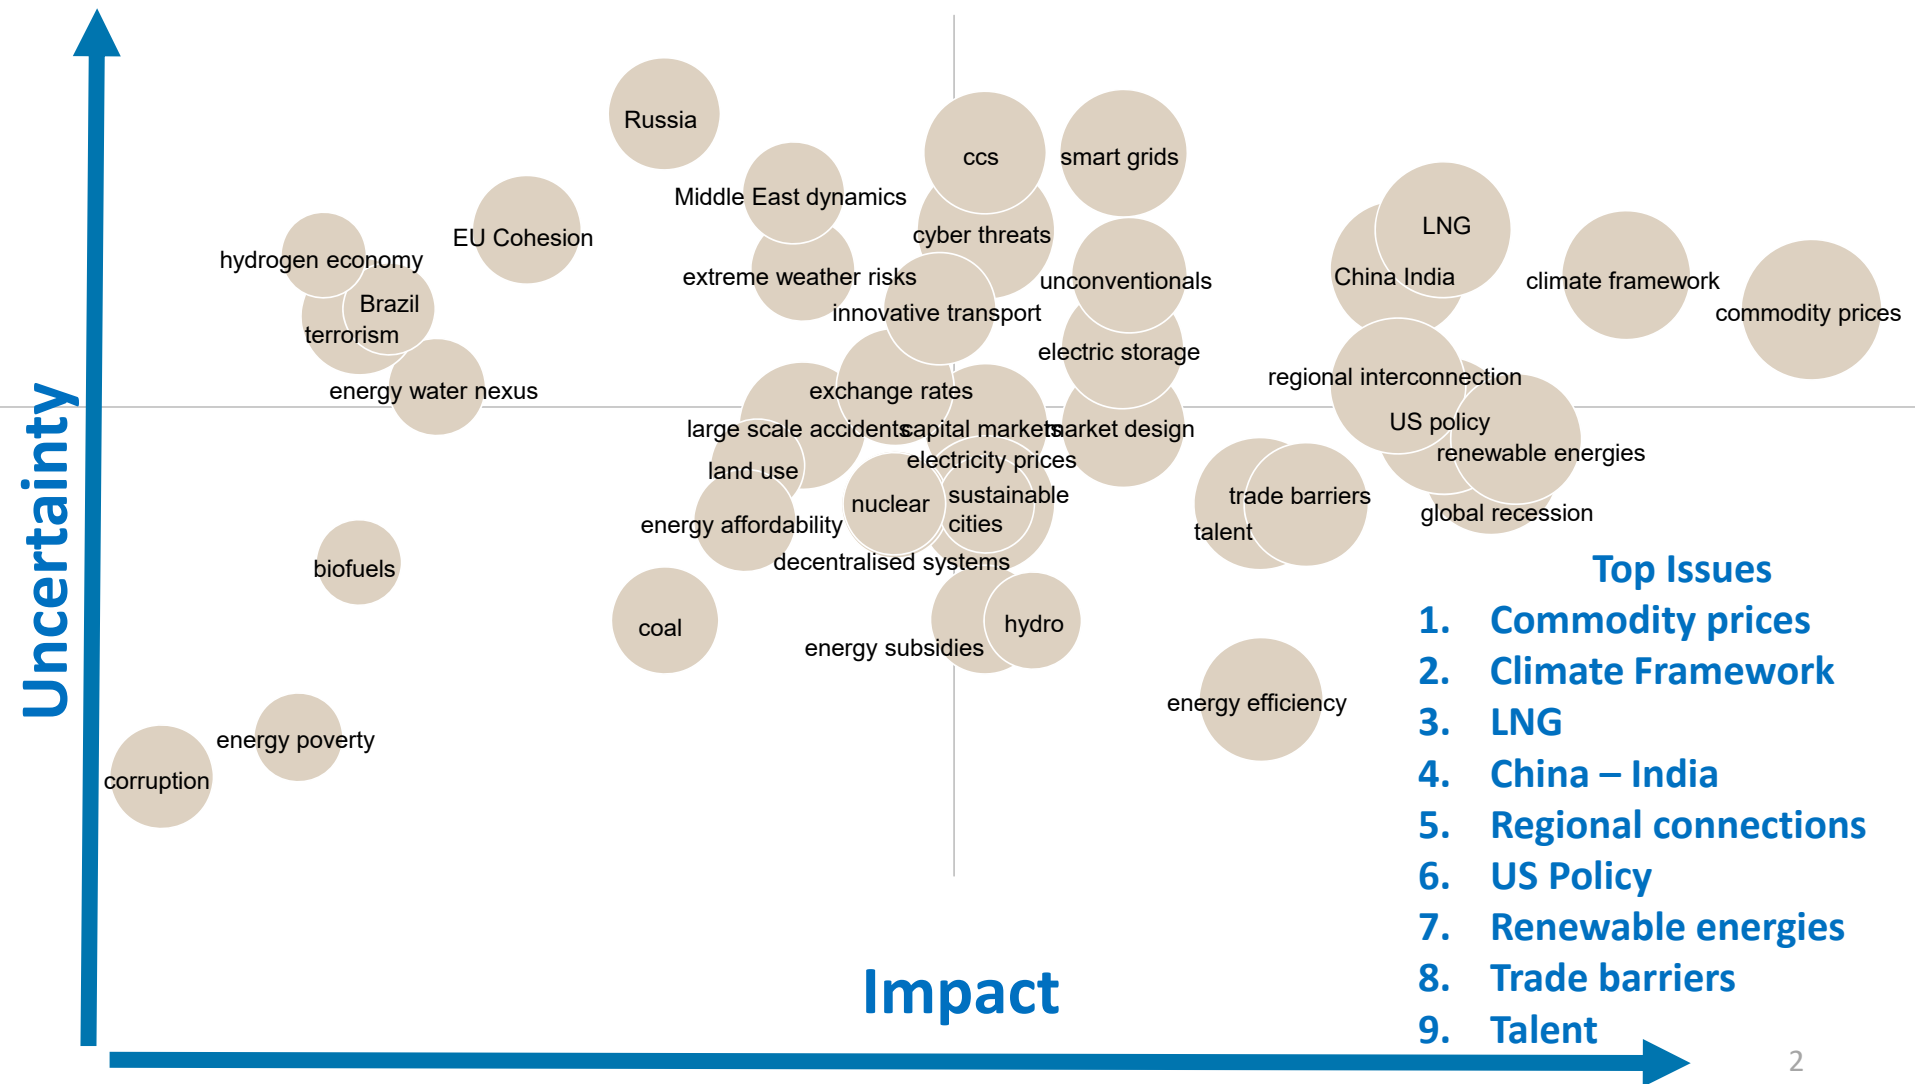 Russia
ccs
smart grids
Middle East dynamics
LNG
cyber threats
EU Cohesion
hydrogen economy
extreme weather risks
unconventionals
China India
climate framework
Brazil
innovative transport
commodity prices
terrorism
electric storage
regional interconnection
energy water nexus
exchange rates
US policy
large scale accidents
capital markets
market design
renewable energies
electricity prices
land use
sustainable
cities
trade barriers
nuclear
global recession
energy affordability
talent
decentralised systems
biofuels
hydro
coal
energy subsidies
energy efficiency
energy poverty
corruption
Uncertainty
Impact
Top Issues
1. Commodity prices
2. Climate Framework
3. LNG
4. China – India
5. Regional connections
6. US Policy
7. Renewable energies
8. Trade barriers
9. Talent
2